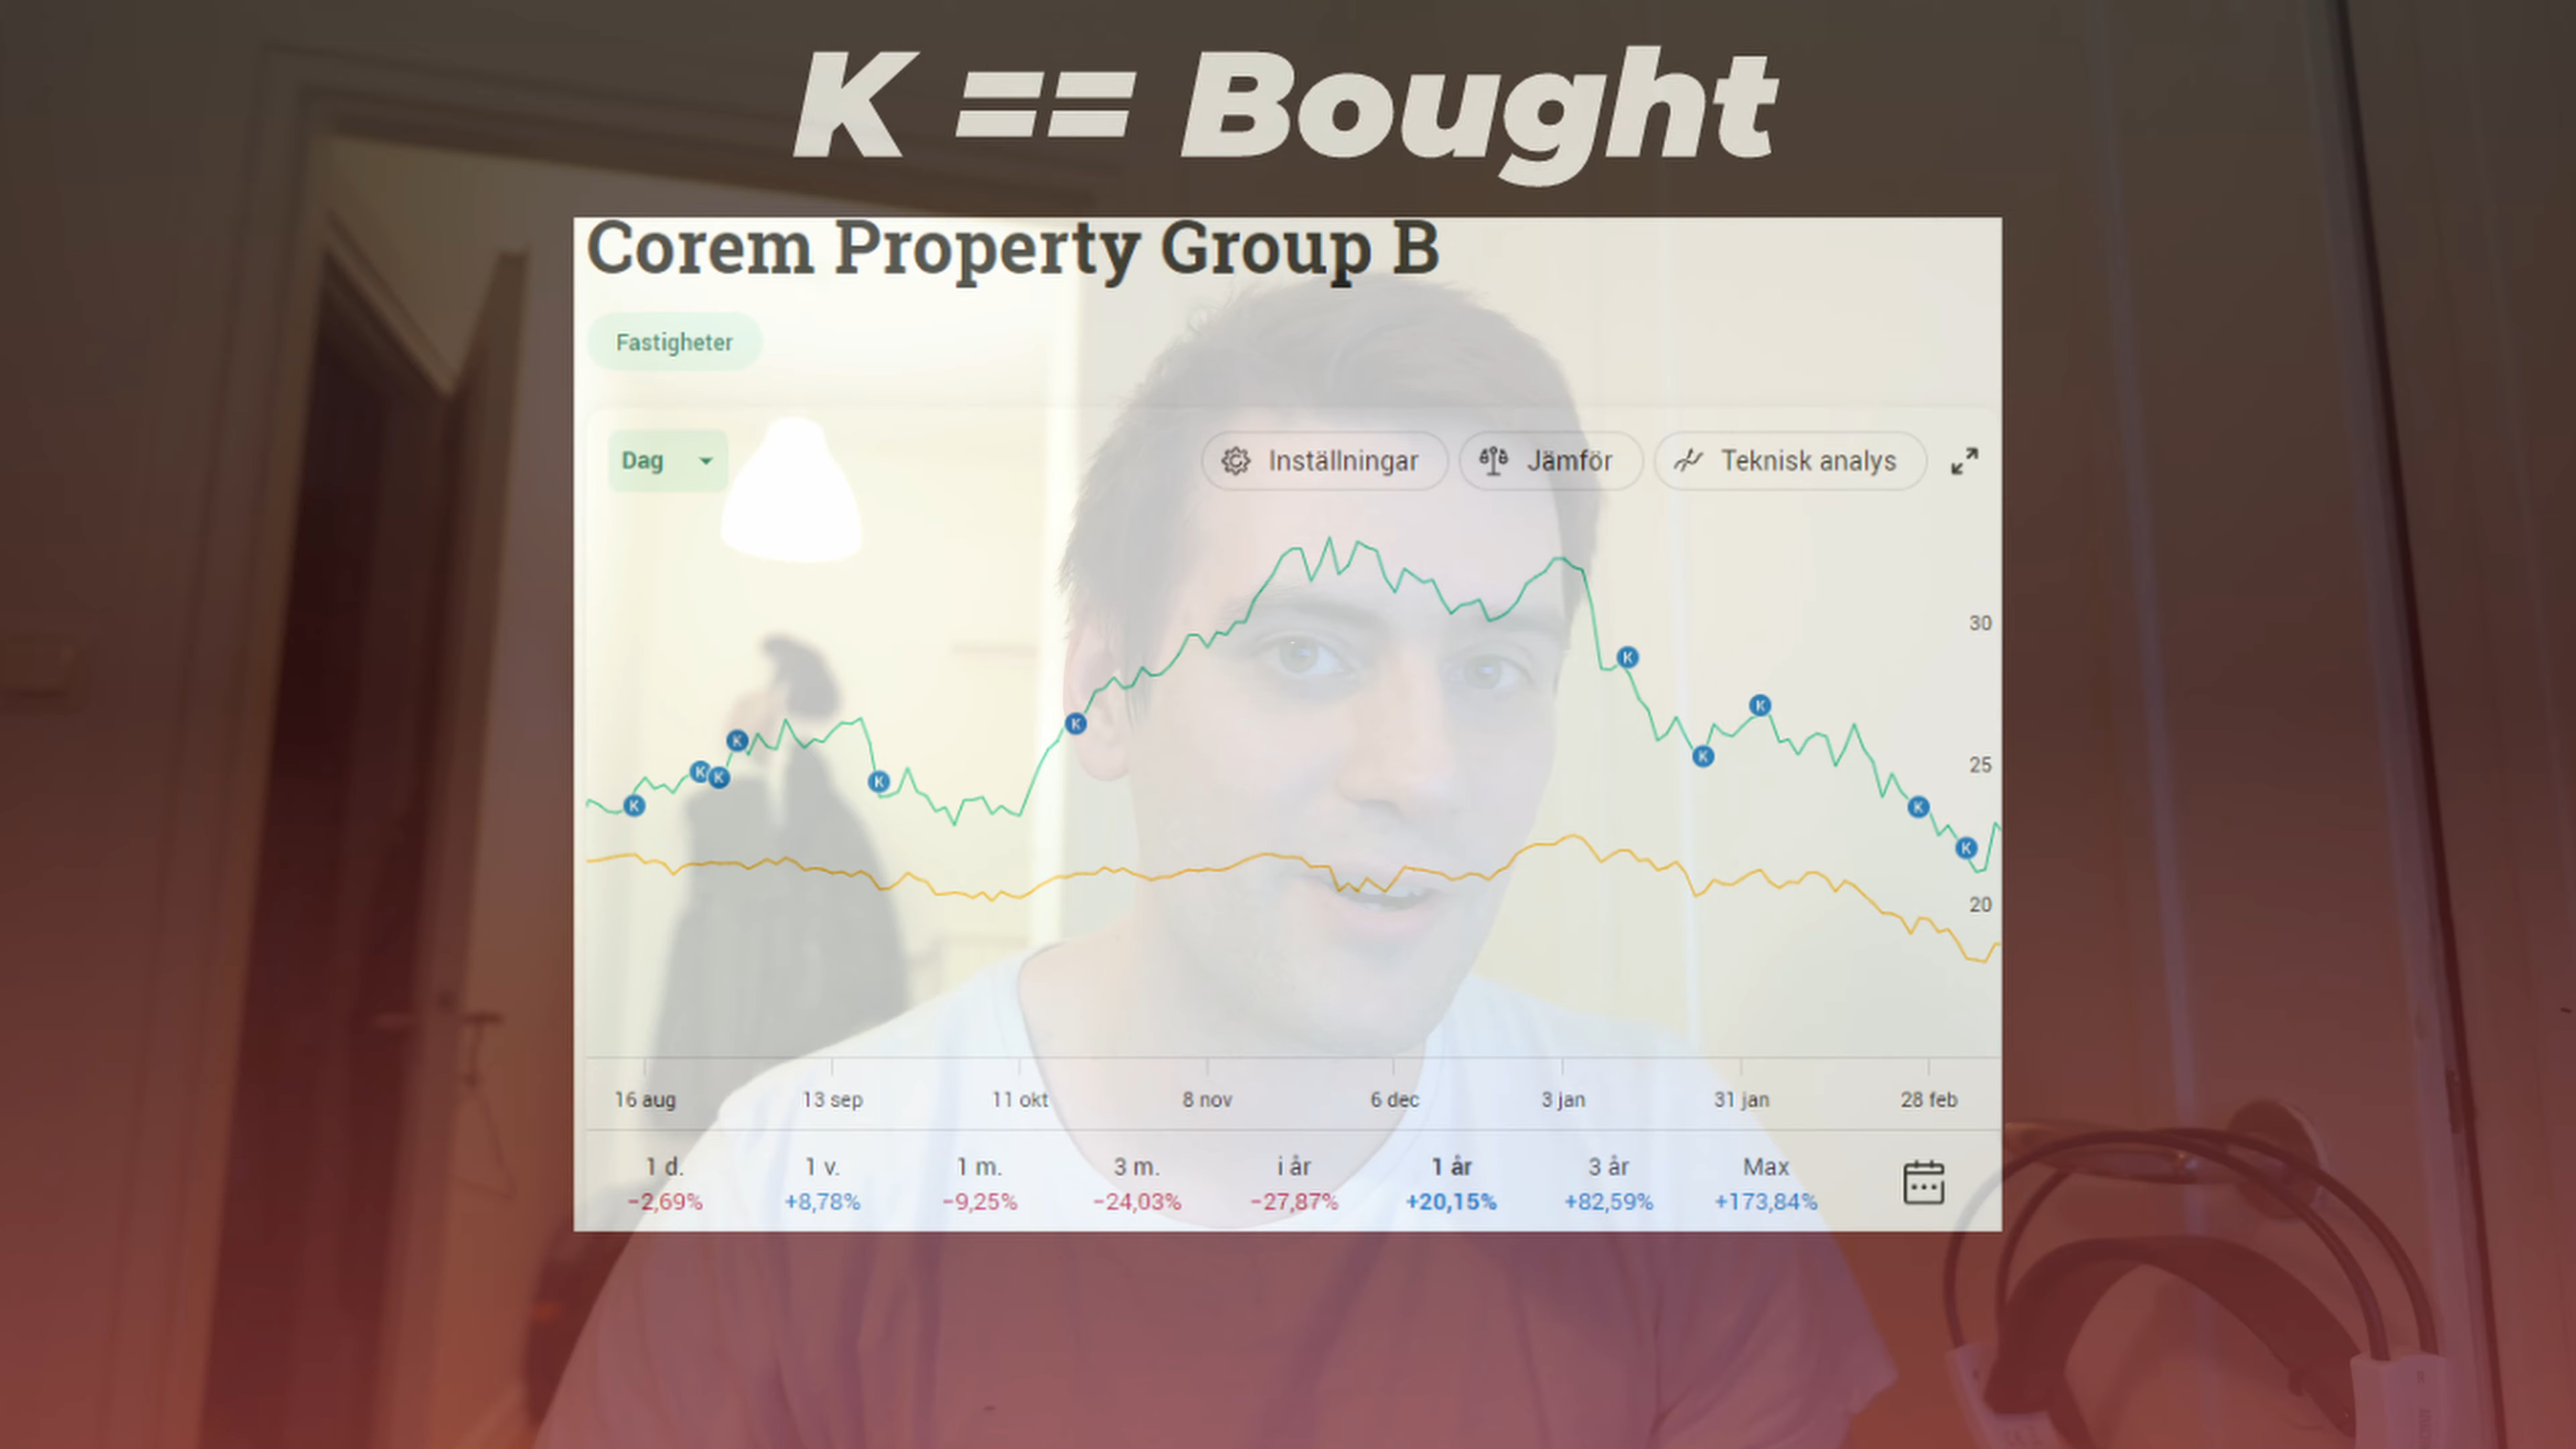 K == Bought
Corem Property Group B
Fastigheter
Dag Inställningar Jämför Teknisk analys
30
K
K
K
K K K K
25
K K
K
20
16 aug 13 sep 11 okt 8 nov 6 dec 3 jan 31 jan 28 feb
1 d. 1 v. 1 m. 3 m. i år 1 år 3 år Max
−2,69% +8,78% −9,25% −24,03% −27,87% +20,15% +82,59% +173,84%